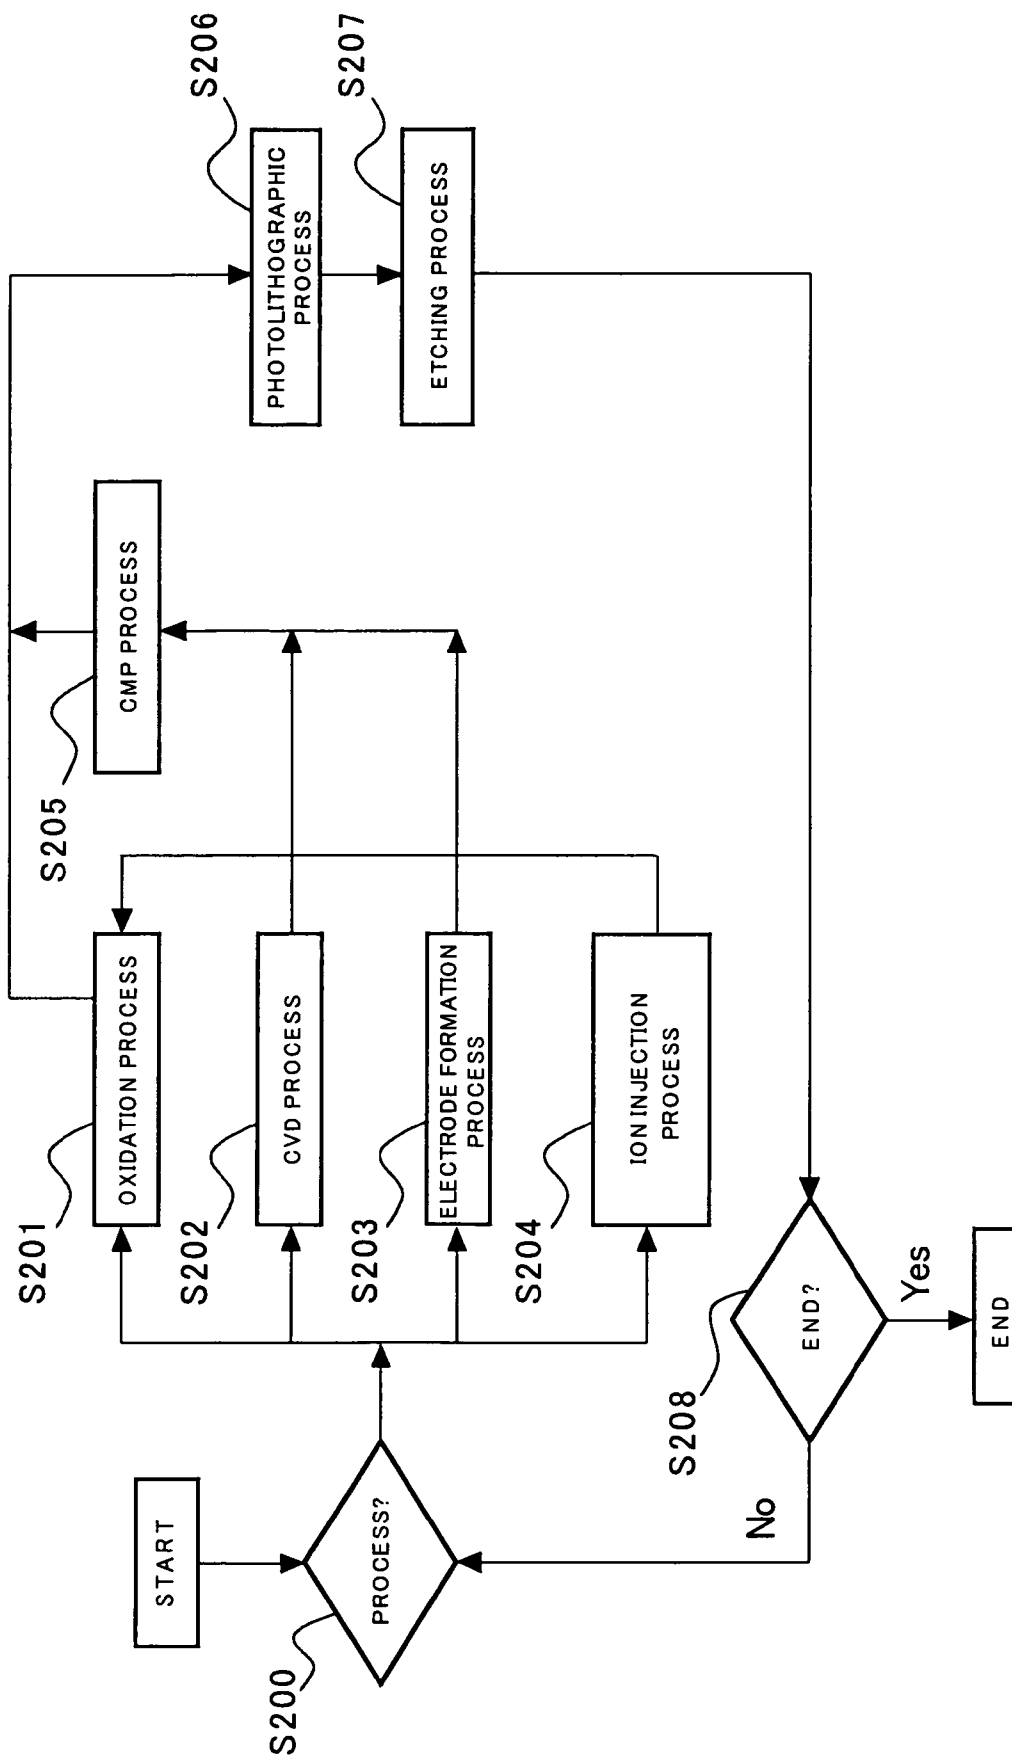 START
S200
PROCESS?
S201
OXIDATION PROCESS
S202
CVD PROCESS
S203
ELECTRODE FORMATION
PROCESS
S204
ION INJECTION
PROCESS
S205
CMP PROCESS
S206
PHOTOLITHOGRAPHIC
PROCESS
S207
ETCHING PROCESS
S208
END?
No
Yes
END